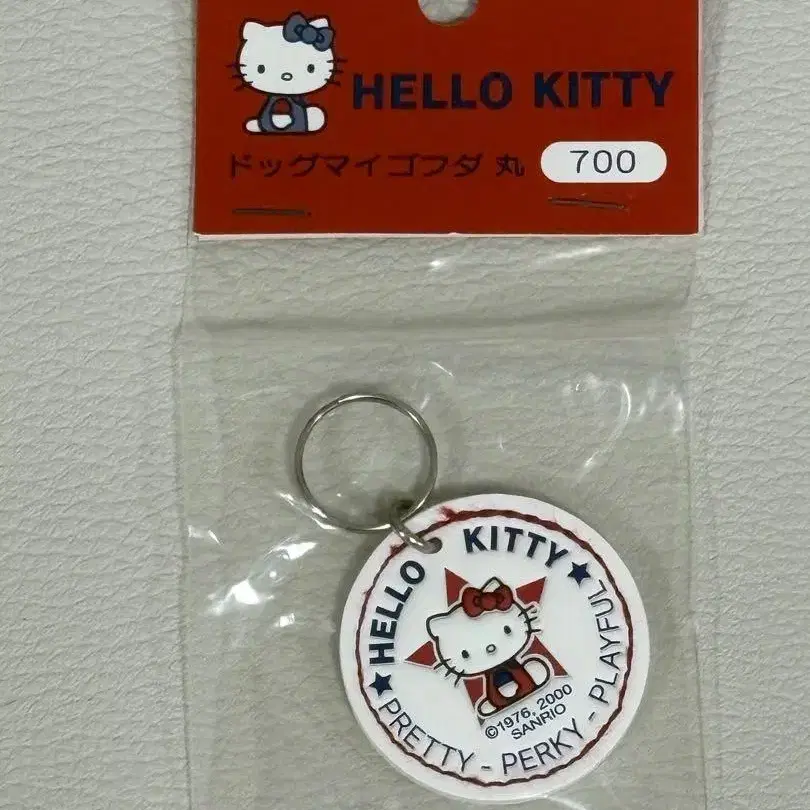 HELLO KITTY
ドッグマイゴフダ 丸 700
HELLO KITTY
©1976, 2000
SANRIO
PRETTY - PERKY - PLAYFUL